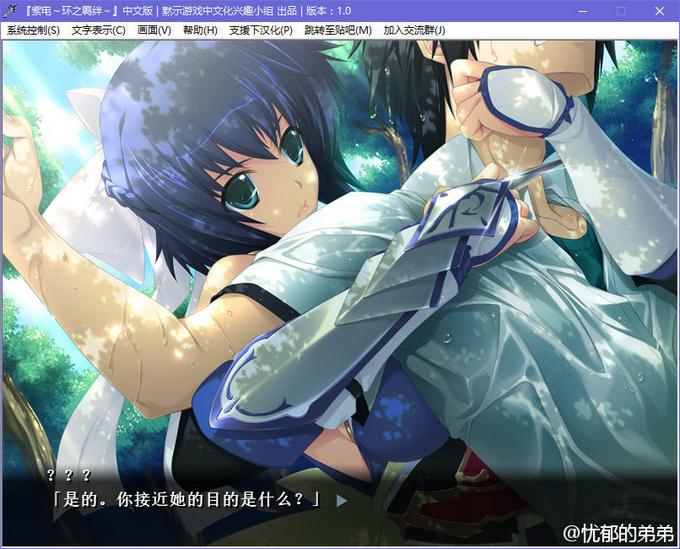 『紫电～环之羁绊～』中文版 | 黙示游戏中文化兴趣小组 出品 | 版本：1.0
系统控制(S) 文字表示(C) 画面(V) 帮助(H) 支援下汉化(P) 跳转至贴吧(M) 加入交流群(J)
？？？
「是的。你接近她的目的是什么？」
@忧郁的弟弟